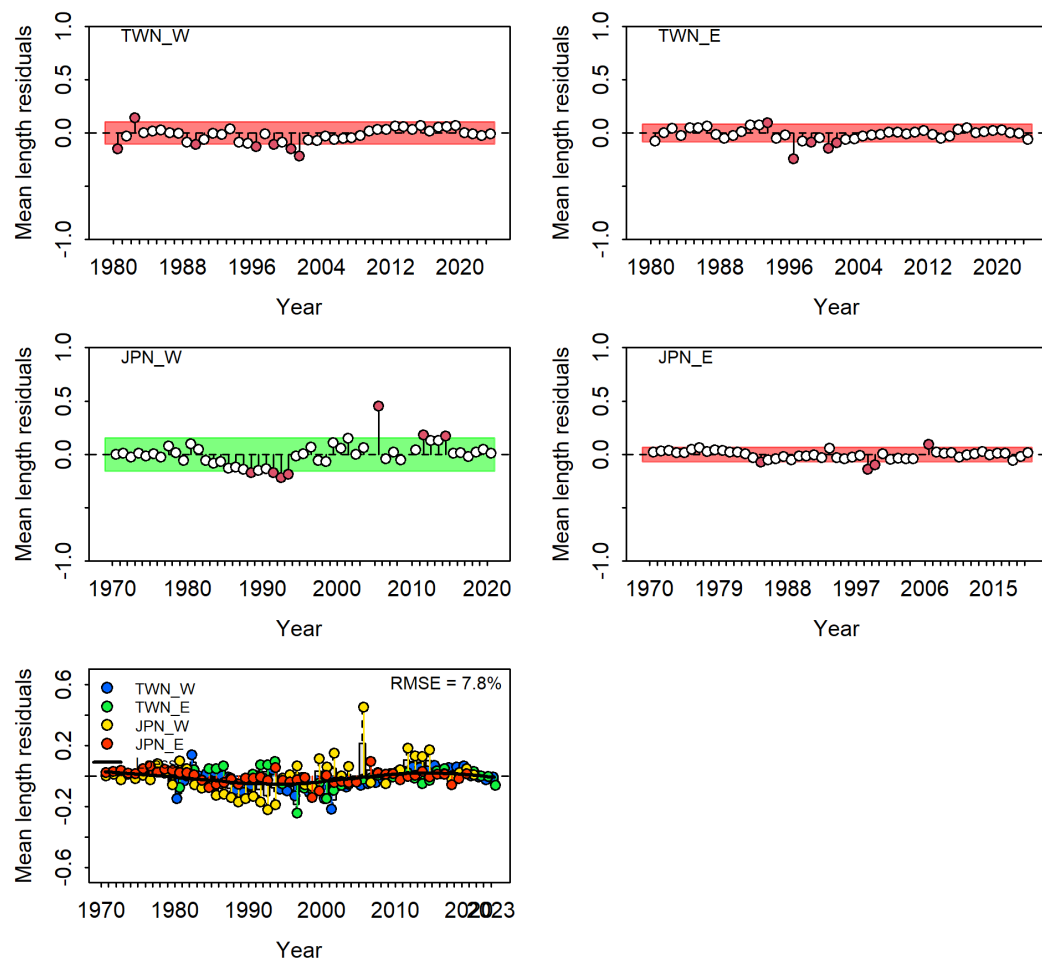 TWN_W
Mean length residuals
-1.0 0.0 0.5 1.0
1980 1988 1996 2004 2012 2020
Year
TWN_E
Mean length residuals
-1.0 0.0 0.5 1.0
1980 1988 1996 2004 2012 2020
Year
JPN_W
Mean length residuals
-1.0 0.0 0.5 1.0
1970 1980 1990 2000 2010 2020
Year
JPN_E
Mean length residuals
-1.0 0.0 0.5 1.0
1970 1979 1988 1997 2006 2015
Year
Mean length residuals
-0.6 -0.2 0.2 0.6
TWN_W
TWN_E
JPN_W
JPN_E
RMSE = 7.8%
1970 1980 1990 2000 2010 2020 2023
Year